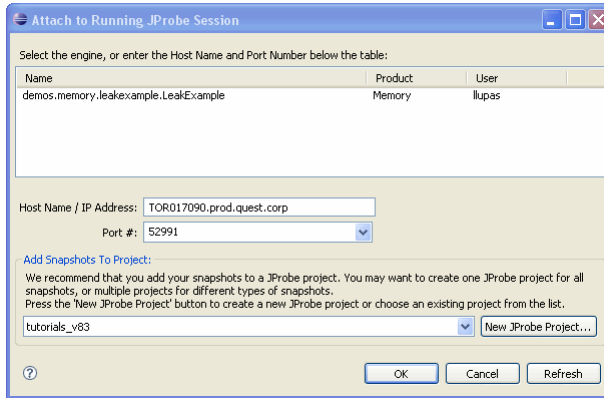 Attach to Running JProbe Session
Select the engine, or enter the Host Name and Port Number below the table:
Name Product User
demos.memory.leakexample.LeakExample Memory llupas
Host Name / IP Address: TOR017090.prod.quest.corp
Port #: 52991
Add Snapshots To Project:
We recommend that you add your snapshots to a JProbe project. You may want to create one JProbe project for all
snapshots, or multiple projects for different types of snapshots.
Press the 'New JProbe Project' button to create a new JProbe project or choose an existing project from the list.
tutorials_v83 New JProbe Project...
? OK Cancel Refresh